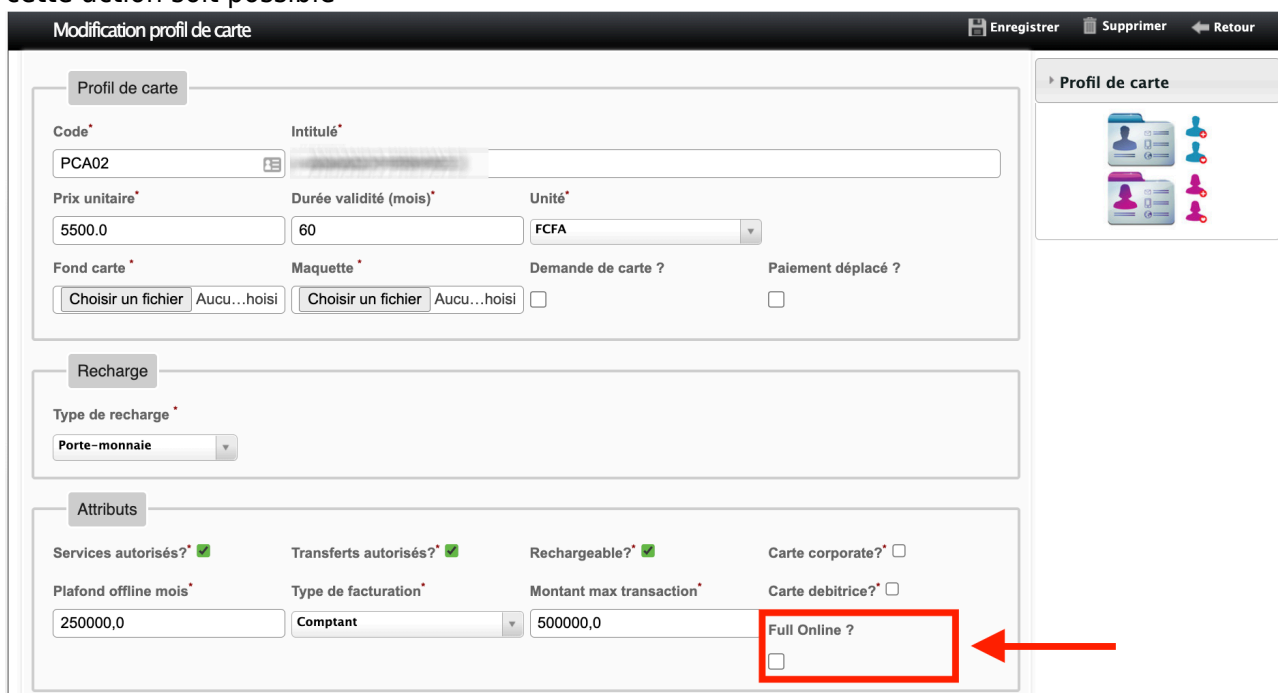 cette action soit possible
Modification profil de carte
Enregistrer Supprimer Retour
Profil de carte
Profil de carte
Code* Intitulé*
PCA02
Prix unitaire* Durée validité (mois)* Unité*
5500.0 60 FCFA
Fond carte * Maquette * Demande de carte ? Paiement déplacé ?
Choisir un fichier Aucu…hoisi Choisir un fichier Aucu…hoisi
Recharge
Type de recharge *
Porte-monnaie
Attributs
Services autorisés?* Transferts autorisés?* Rechargeable?* Carte corporate?*
Plafond offline mois* Type de facturation* Montant max transaction* Carte debitrice?*
250000,0 Comptant 500000,0
Full Online ?